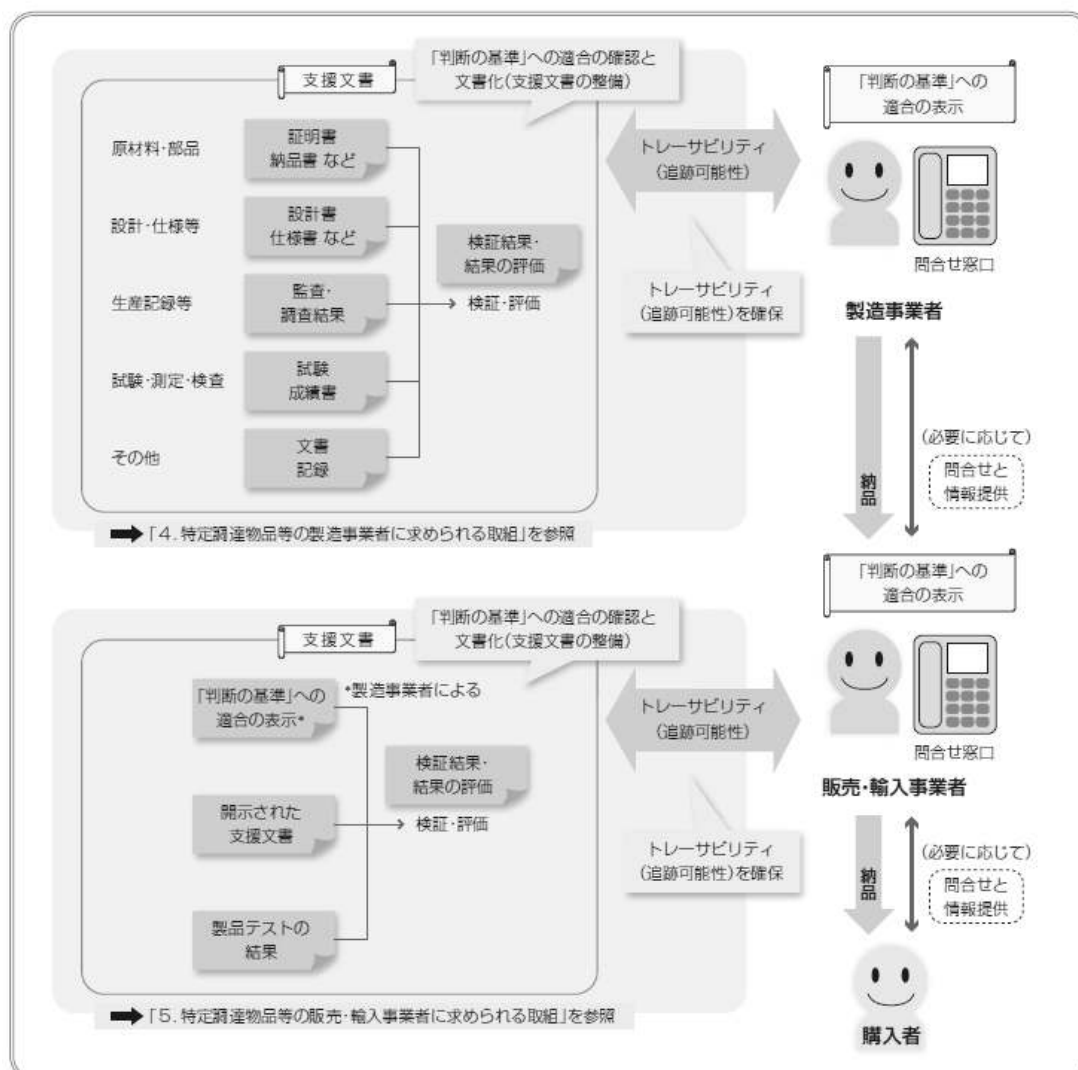 支援文書
「判断の基準」への適合の確認と
文書化(支援文書の整備)
原材料・部品
証明書
納品書 など
設計・仕様等
設計書
仕様書 など
生産記録等
監査・
調査結果
試験・測定・検査
試験
成績書
その他
文書
記録
検証結果・
結果の評価
検証・評価
トレーサビリティ
(追跡可能性)
トレーサビリティ
(追跡可能性)を確保
「判断の基準」への
適合の表示
問合せ窓口
製造事業者
「4.特定調達物品等の製造事業者に求められる取組」を参照
納品
(必要に応じて)
問合せと
情報提供
支援文書
「判断の基準」への適合の確認と
文書化(支援文書の整備)
「判断の基準」への
適合の表示*
*製造事業者による
開示された
支援文書
製品テストの
結果
検証結果・
結果の評価
検証・評価
トレーサビリティ
(追跡可能性)
トレーサビリティ
(追跡可能性)を確保
「判断の基準」への
適合の表示
問合せ窓口
販売・輸入事業者
納品
(必要に応じて)
問合せと
情報提供
購入者
「5.特定調達物品等の販売・輸入事業者に求められる取組」を参照